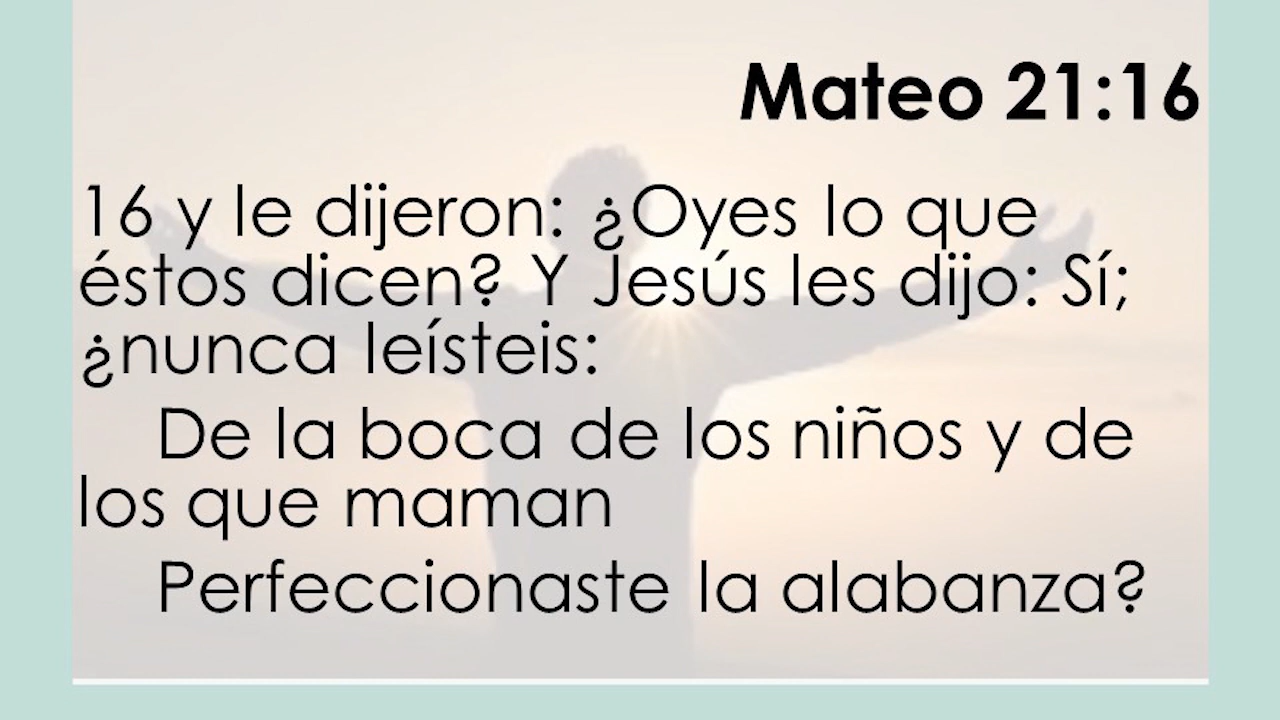 Mateo 21:16
16 y le dijeron: ¿Oyes lo que
éstos dicen? Y Jesús les dijo: Sí;
¿nunca leísteis:
De la boca de los niños y de
los que maman
Perfeccionaste la alabanza?